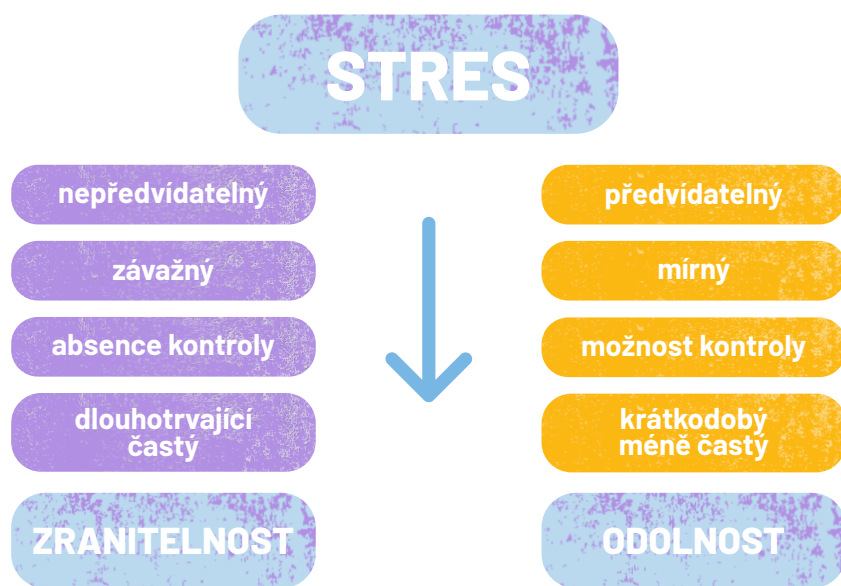 STRES
nepředvídatelný
závažný
absence kontroly
dlouhotrvající
častý
ZRANITELNOST
předvídatelný
mírný
možnost kontroly
krátkodobý
méně častý
ODOLNOST